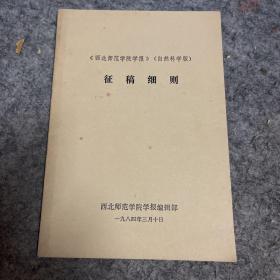 《西北师范学院学报》(自然科学版)
征稿细则
西北师范学院学报编辑部
一九八四年三月十日